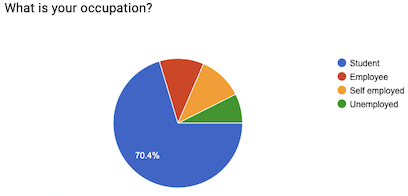 What is your occupation?
Student
Employee
Self employed
Unemployed
70.4%